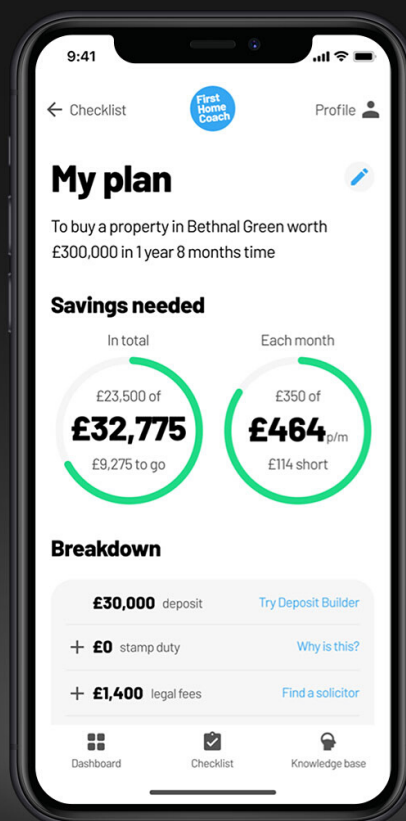 9:41
Checklist
First
Home
Coach
Profile
My plan
To buy a property in Bethnal Green worth
£300,000 in 1 year 8 months time
Savings needed
In total
Each month
£23,500 of
£32,775
£9,275 to go
£350 of
£464 p/m
£114 short
Breakdown
£30,000 deposit
Try Deposit Builder
+ £0 stamp duty
Why is this?
+ £1,400 legal fees
Find a solicitor
Dashboard
Checklist
Knowledge base